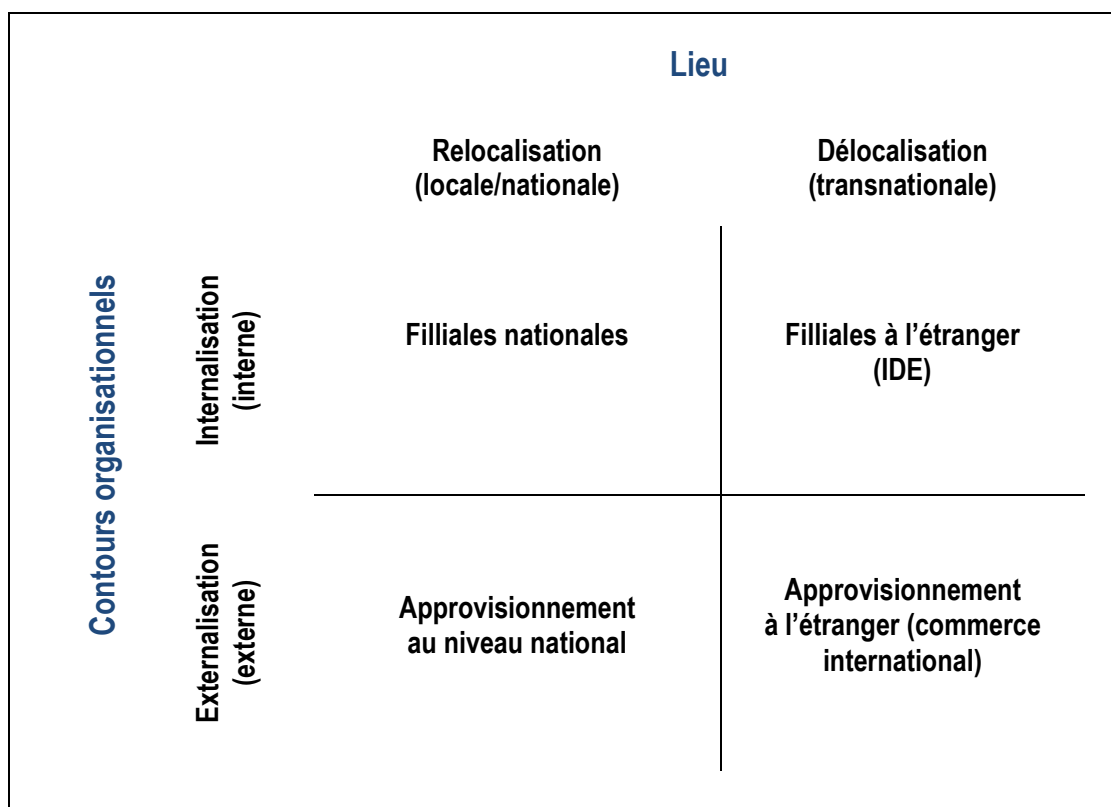 Lieu
Relocalisation
(locale/nationale)
Délocalisation
(transnationale)
Contours organisationnels
Internalisation
(interne)
Filliales nationales
Filliales à l’étranger
(IDE)
Externalisation
(externe)
Approvisionnement
au niveau national
Approvisionnement
à l’étranger (commerce
international)